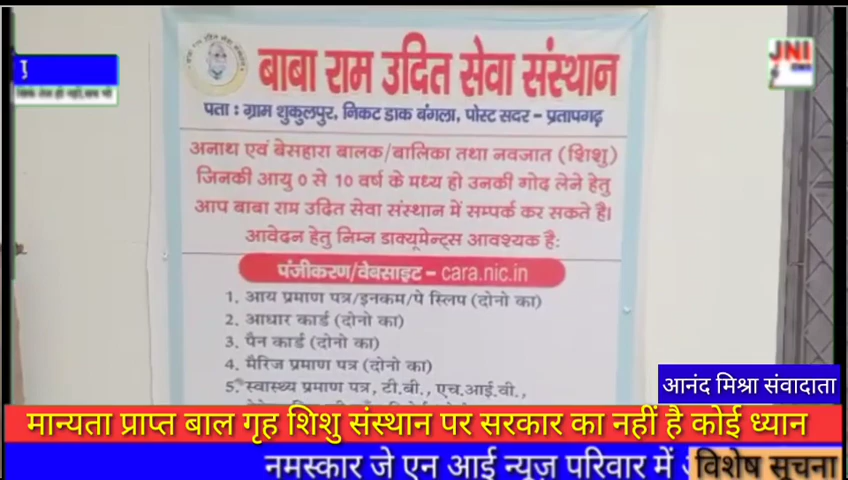 बाबा राम उदित सेवा संस्थान
पता : ग्राम शुकुलपुर, निकट डाक बंगला, पोस्ट सदर - प्रतापगढ़
अनाथ एवं बेसहारा बालक/बालिका तथा नवजात (शिशु)
जिनकी आयु 0 से 10 वर्ष के मध्य हो उनकी गोद लेने हेतु
आप बाबा राम उदित सेवा संस्थान में सम्पर्क कर सकते है।
आवेदन हेतु निम्न डाक्यूमेन्ट्स आवश्यक है:
पंजीकरण/वेबसाइट - cara.nic.in
1. आय प्रमाण पत्र/इनकम/पे स्लिप (दोनो का)
2. आधार कार्ड (दोनो का)
3. पैन कार्ड (दोनो का)
4. मैरिज प्रमाण पत्र (दोनो का)
5. स्वास्थ्य प्रमाण पत्र, टी.बी., एच.आई.वी.,
JNI
आनंद मिश्रा संवादाता
मान्यता प्राप्त बाल गृह शिशु संस्थान पर सरकार का नहीं है कोई ध्यान
नमस्कार जे एन आई न्यूज़ परिवार में
विशेष सूचना